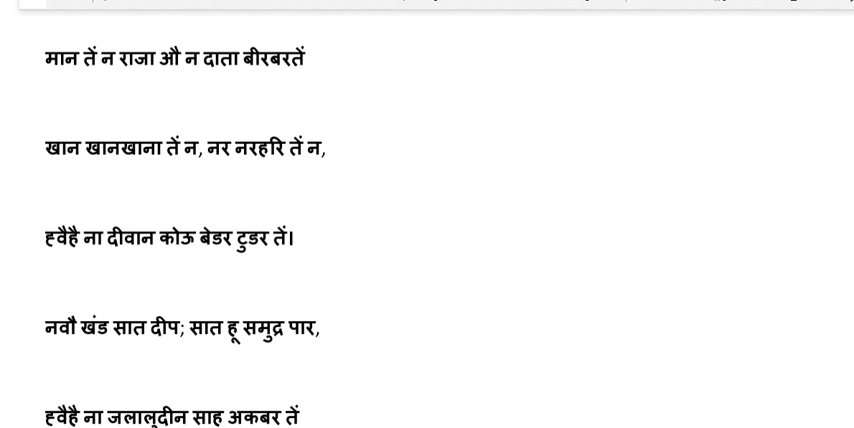 मान तें न राजा औ न दाता बीरबरतें
खान खानखाना तें न, नर नरहरि तें न,
ह्वैहै ना दीवान कोऊ बेडर टुडर तें।
नवौ खंड सात दीप; सात हू समुद्र पार,
ह्वैहै ना जलालुदीन साह अकबर तें